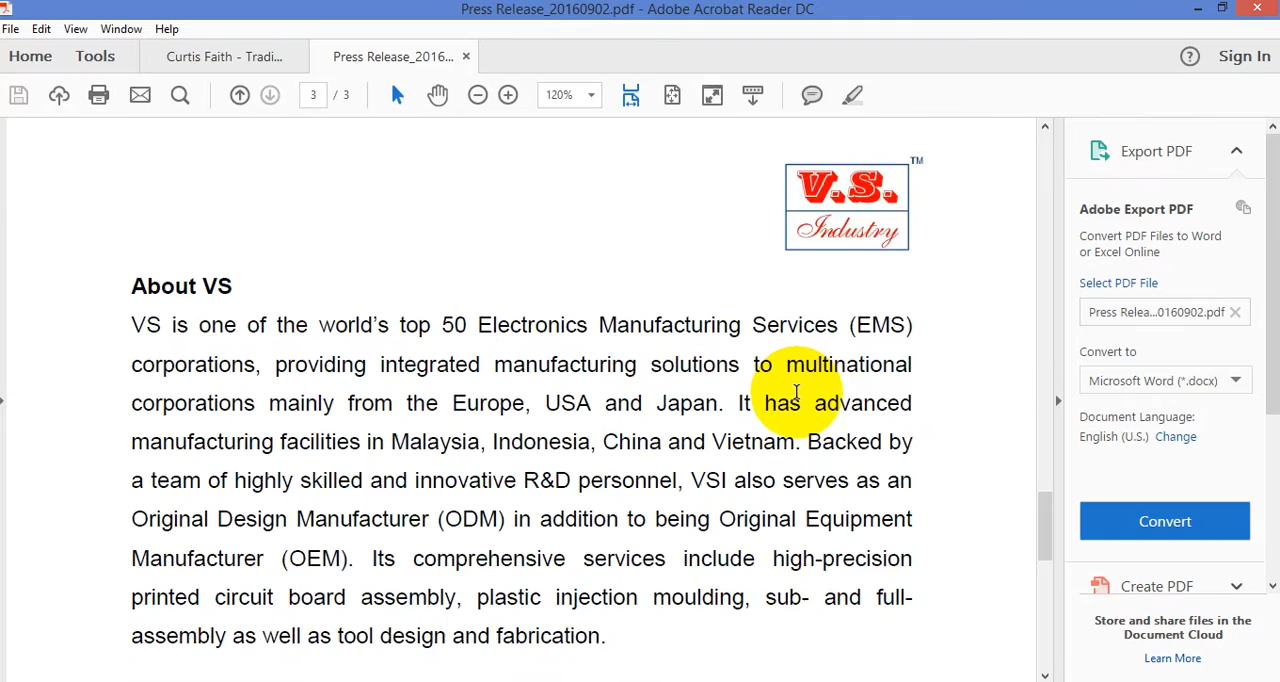 Press Release_20160902.pdf - Adobe Acrobat Reader DC
File Edit View Window Help
Home Tools Curtis Faith - Tradi... Press Release_2016... × Sign In
3 / 3 120%
V.S.
Industry
TM
About VS
VS is one of the world’s top 50 Electronics Manufacturing Services (EMS)
corporations, providing integrated manufacturing solutions to multinational
corporations mainly from the Europe, USA and Japan. It has advanced
manufacturing facilities in Malaysia, Indonesia, China and Vietnam. Backed by
a team of highly skilled and innovative R&D personnel, VSI also serves as an
Original Design Manufacturer (ODM) in addition to being Original Equipment
Manufacturer (OEM). Its comprehensive services include high-precision
printed circuit board assembly, plastic injection moulding, sub- and full-
assembly as well as tool design and fabrication.
Export PDF
Adobe Export PDF
Convert PDF Files to Word
or Excel Online
Select PDF File
Press Relea...0160902.pdf
Convert to
Microsoft Word (*.docx)
Document Language:
English (U.S.) Change
Convert
Create PDF
Store and share files in the
Document Cloud
Learn More